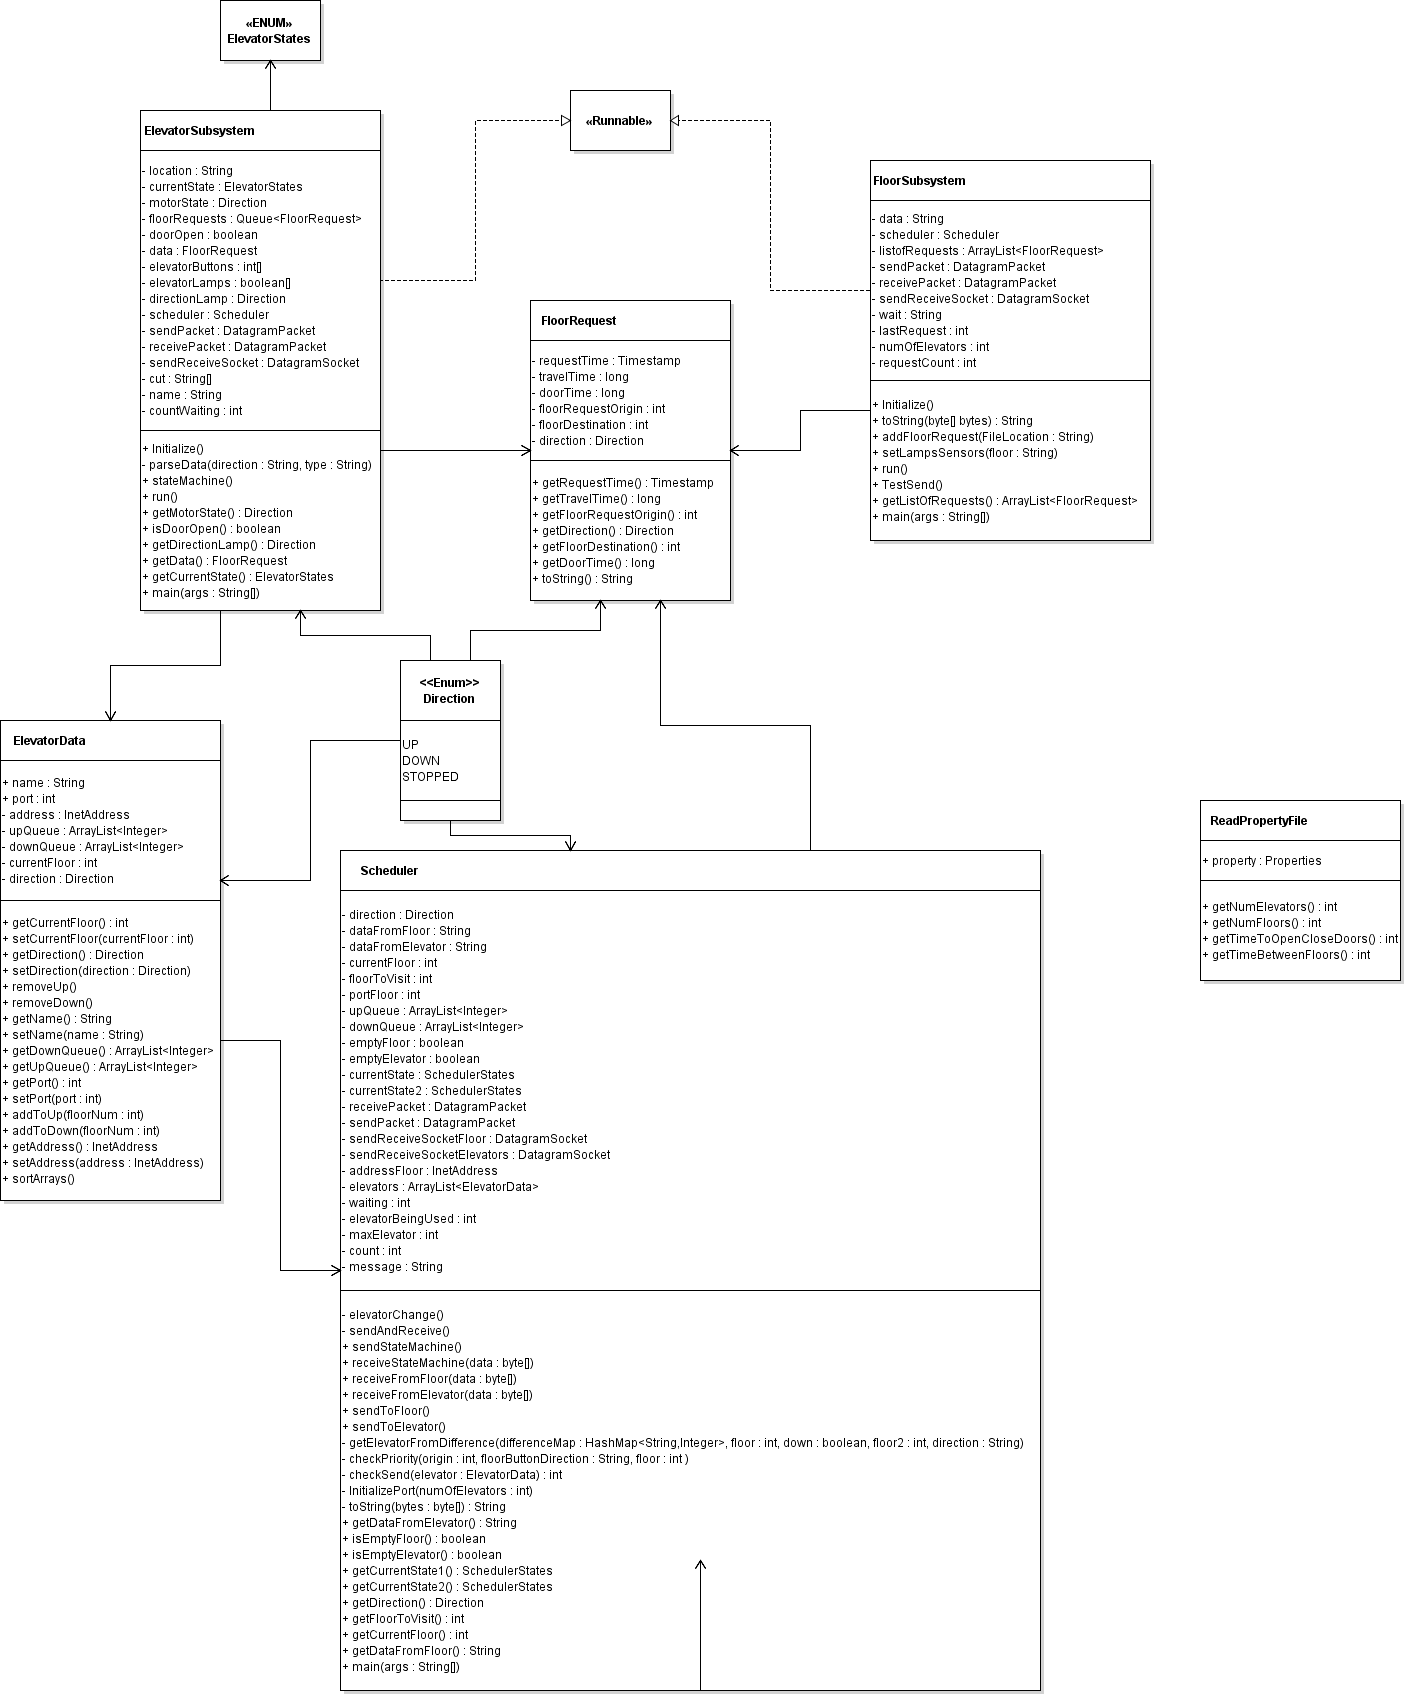 «ENUM»
ElevatorStates
«Runnable»
ElevatorSubsystem
- location : String
- currentState : ElevatorStates
- motorState : Direction
- floorRequests : Queue<FloorRequest>
- doorOpen : boolean
- data : FloorRequest
- elevatorButtons : int[]
- elevatorLamps : boolean[]
- directionLamp : Direction
- scheduler : Scheduler
- sendPacket : DatagramPacket
- receivePacket : DatagramPacket
- sendReceiveSocket : DatagramSocket
- cut : String[]
- name : String
- countWaiting : int
+ Initialize()
- parseData(direction : String, type : String)
+ stateMachine()
+ run()
+ getMotorState() : Direction
+ isDoorOpen() : boolean
+ getDirectionLamp() : Direction
+ getData() : FloorRequest
+ getCurrentState() : ElevatorStates
+ main(args : String[])
FloorSubsystem
- data : String
- scheduler : Scheduler
- listofRequests : ArrayList<FloorRequest>
- sendPacket : DatagramPacket
- receivePacket : DatagramPacket
- sendReceiveSocket : DatagramSocket
- wait : String
- lastRequest : int
- numOfElevators : int
- requestCount : int
+ Initialize()
+ toString(byte[] bytes) : String
+ addFloorRequest(FileLocation : String)
+ setLampsSensors(floor : String)
+ run()
+ TestSend()
+ getListOfRequests() : ArrayList<FloorRequest>
+ main(args : String[])
FloorRequest
- requestTime : Timestamp
- travelTime : long
- doorTime : long
- floorRequestOrigin : int
- floorDestination : int
- direction : Direction
+ getRequestTime() : Timestamp
+ getTravelTime() : long
+ getFloorRequestOrigin() : int
+ getDirection() : Direction
+ getFloorDestination() : int
+ getDoorTime() : long
+ toString() : String
<<Enum>>
Direction
UP
DOWN
STOPPED
ElevatorData
+ name : String
+ port : int
- address : InetAddress
- upQueue : ArrayList<Integer>
- downQueue : ArrayList<Integer>
- currentFloor : int
- direction : Direction
+ getCurrentFloor() : int
+ setCurrentFloor(currentFloor : int)
+ getDirection() : Direction
+ setDirection(direction : Direction)
+ removeUp()
+ removeDown()
+ getName() : String
+ setName(name : String)
+ getDownQueue() : ArrayList<Integer>
+ getUpQueue() : ArrayList<Integer>
+ getPort() : int
+ setPort(port : int)
+ addToUp(floorNum : int)
+ addToDown(floorNum : int)
+ getAddress() : InetAddress
+ setAddress(address : InetAddress)
+ sortArrays()
ReadPropertyFile
+ property : Properties
+ getNumElevators() : int
+ getNumFloors() : int
+ getTimeToOpenCloseDoors() : int
+ getTimeBetweenFloors() : int
Scheduler
- direction : Direction
- dataFromFloor : String
- dataFromElevator : String
- currentFloor : int
- floorToVisit : int
- portFloor : int
- upQueue : ArrayList<Integer>
- downQueue : ArrayList<Integer>
- emptyFloor : boolean
- emptyElevator : boolean
- currentState : SchedulerStates
- currentState2 : SchedulerStates
- receivePacket : DatagramPacket
- sendPacket : DatagramPacket
- sendReceiveSocketFloor : DatagramSocket
- sendReceiveSocketElevators : DatagramSocket
- addressFloor : InetAddress
- elevators : ArrayList<ElevatorData>
- waiting : int
- elevatorBeingUsed : int
- maxElevator : int
- count : int
- message : String
- elevatorChange()
- sendAndReceive()
+ sendStateMachine()
+ receiveStateMachine(data : byte[])
+ receiveFromFloor(data : byte[])
+ receiveFromElevator(data : byte[])
+ sendToFloor()
+ sendToElevator()
- getElevatorFromDifference(differenceMap : HashMap<String,Integer>, floor : int, down : boolean, floor2 : int, direction : String)
- checkPriority(origin : int, floorButtonDirection : String, floor : int )
- checkSend(elevator : ElevatorData) : int
- InitializePort(numOfElevators : int)
- toString(bytes : byte[]) : String
+ getDataFromElevator() : String
+ isEmptyFloor() : boolean
+ isEmptyElevator() : boolean
+ getCurrentState1() : SchedulerStates
+ getCurrentState2() : SchedulerStates
+ getDirection() : Direction
+ getFloorToVisit() : int
+ getCurrentFloor() : int
+ getDataFromFloor() : String
+ main(args : String[])